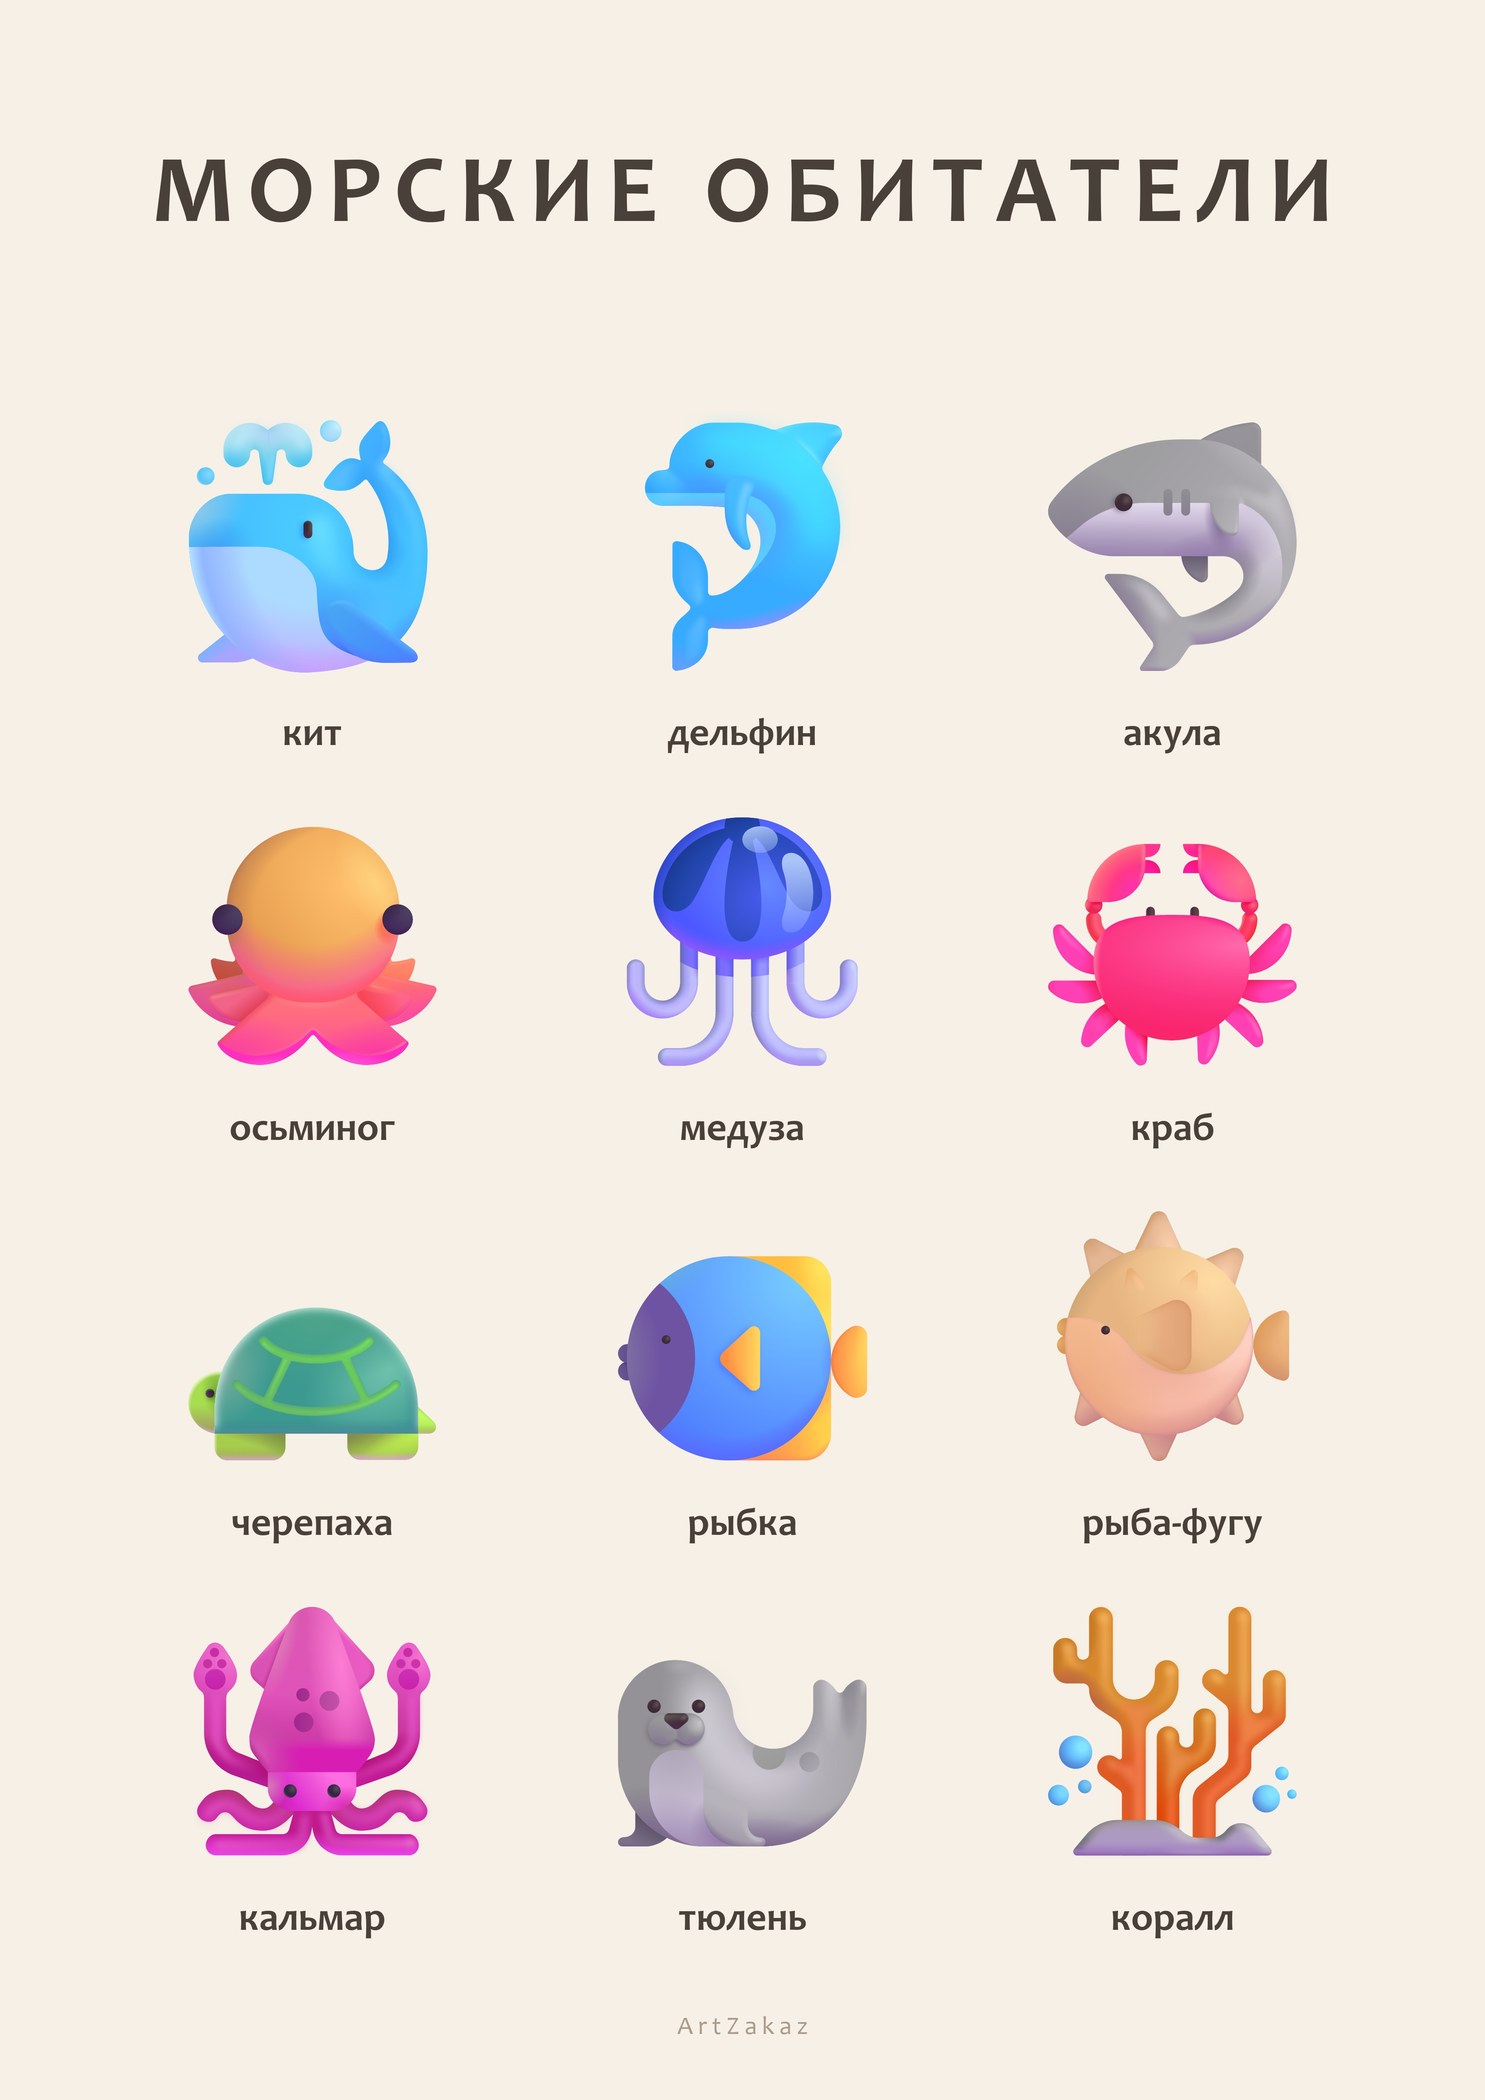 МОРСКИЕ ОБИТАТЕЛИ
кит
дельфин
акула
осьминог
медуза
краб
черепаха
рыбка
рыба-фугу
кальмар
тюлень
коралл
ArtZakaz